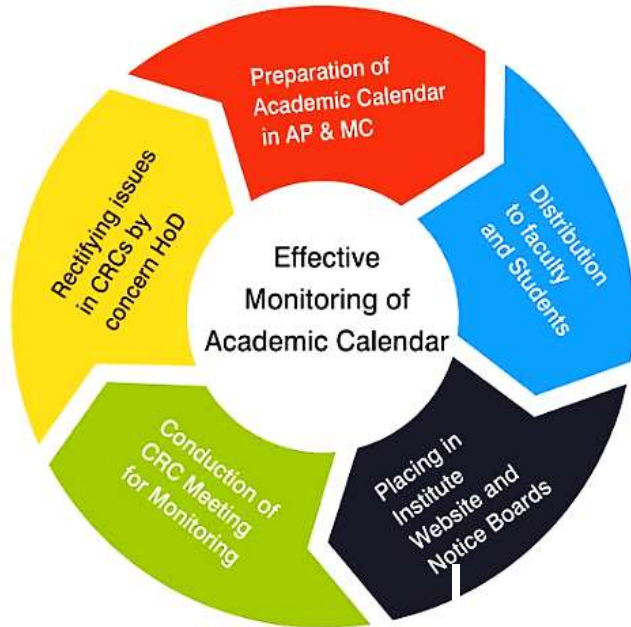 Preparation of
Academic Calendar
in AP & MC
Distribution
to faculty
and Students
Placing in
Institute
Website and
Notice Boards
Conduction of
CRC Meeting
for Monitoring
Rectifying issues
in CRCs by
concern HoD
Effective
Monitoring of
Academic Calendar